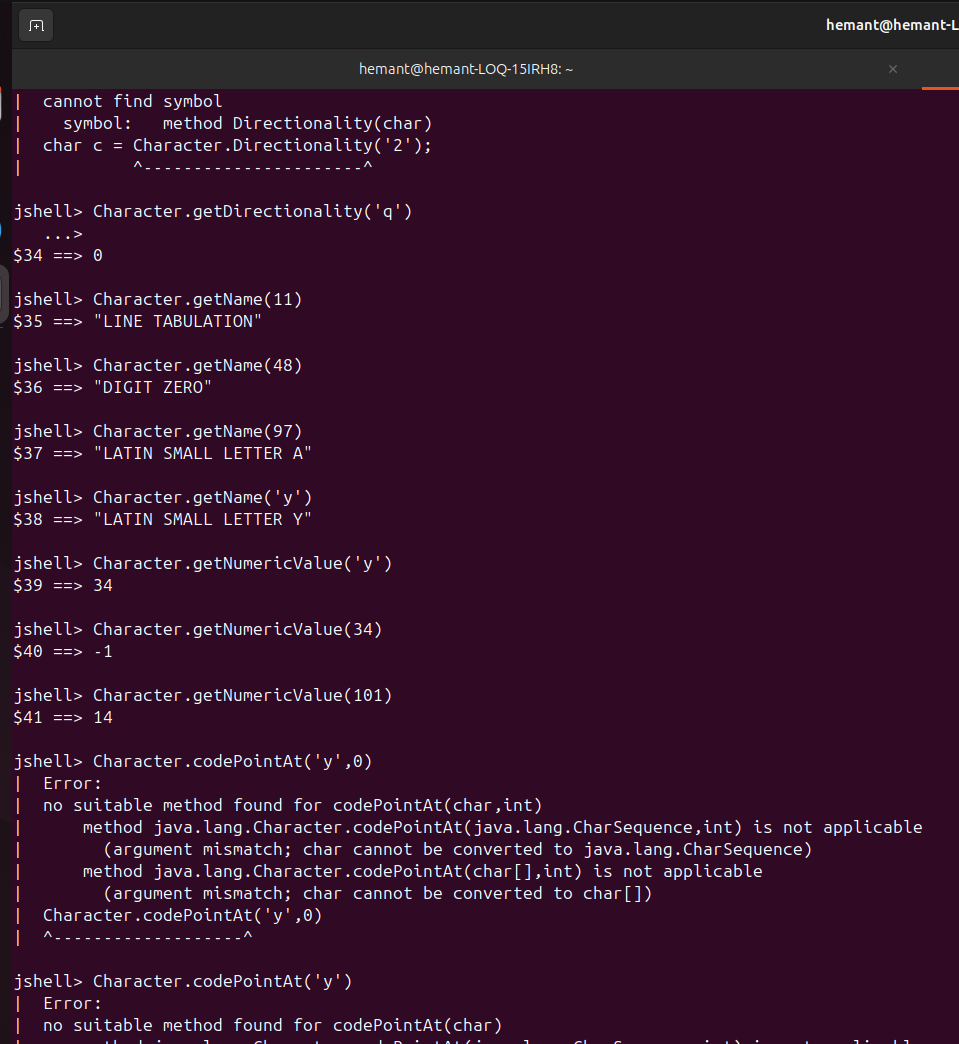 hemant@hemant-L
hemant@hemant-LOQ-15IRH8: ~
|  cannot find symbol
|    symbol:   method Directionality(char)
|  char c = Character.Directionality('2');
|           ^----------------------^
jshell> Character.getDirectionality('q')
   ...>
$34 ==> 0
jshell> Character.getName(11)
$35 ==> "LINE TABULATION"
jshell> Character.getName(48)
$36 ==> "DIGIT ZERO"
jshell> Character.getName(97)
$37 ==> "LATIN SMALL LETTER A"
jshell> Character.getName('y')
$38 ==> "LATIN SMALL LETTER Y"
jshell> Character.getNumericValue('y')
$39 ==> 34
jshell> Character.getNumericValue(34)
$40 ==> -1
jshell> Character.getNumericValue(101)
$41 ==> 14
jshell> Character.codePointAt('y',0)
|  Error:
|  no suitable method found for codePointAt(char,int)
|      method java.lang.Character.codePointAt(java.lang.CharSequence,int) is not applicable
|        (argument mismatch; char cannot be converted to java.lang.CharSequence)
|      method java.lang.Character.codePointAt(char[],int) is not applicable
|        (argument mismatch; char cannot be converted to char[])
|  Character.codePointAt('y',0)
|  ^-------------------^
jshell> Character.codePointAt('y')
|  Error:
|  no suitable method found for codePointAt(char)